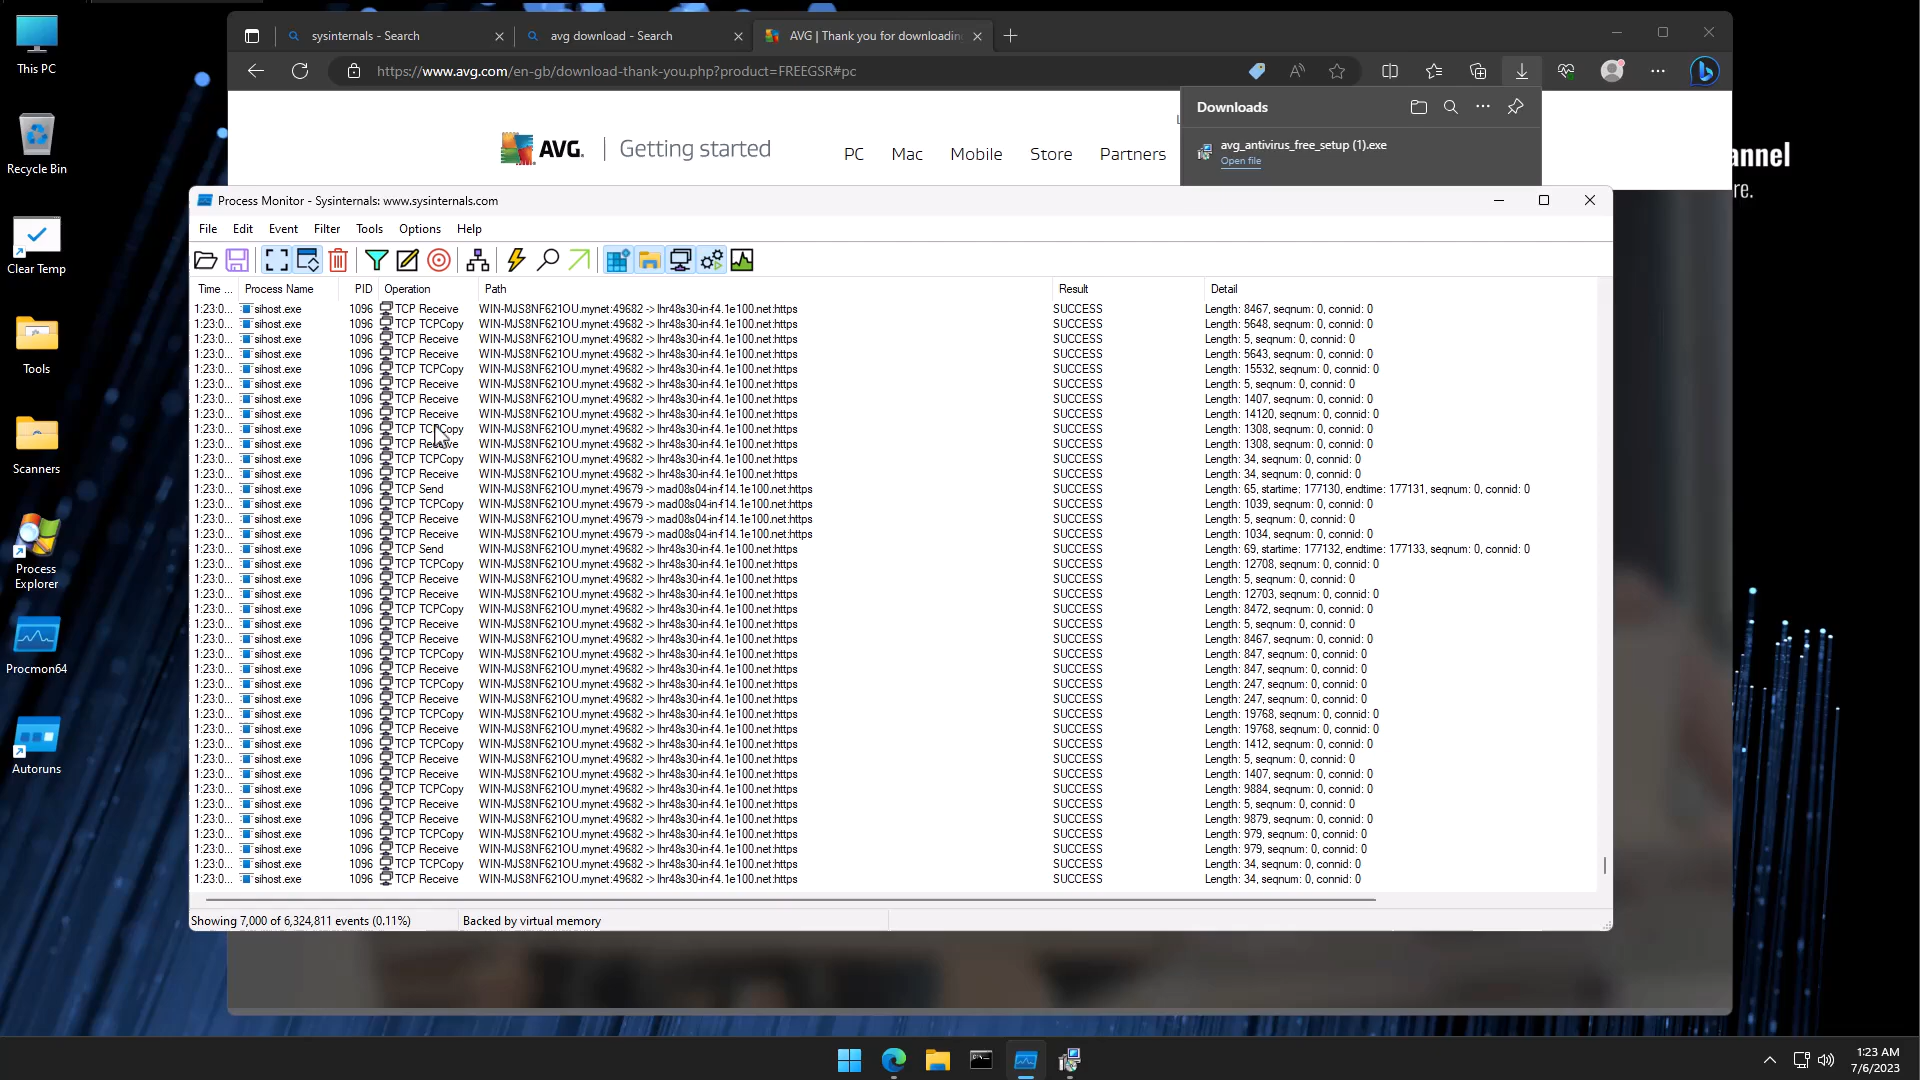 This PC
Recycle Bin
Clear Temp
Tools
Scanners
Process
Explorer
Procmon64
Autoruns
sysinternals - Search
avg download - Search
AVG | Thank you for downloading
https://www.avg.com/en-gb/download-thank-you.php?product=FREEGSR#pc
AVG. | Getting started
PC Mac Mobile Store Partners
Downloads
avg_antivirus_free_setup (1).exe
Open file
annel
re.
Process Monitor - Sysinternals: www.sysinternals.com
File Edit Event Filter Tools Options Help
Time ... Process Name PID Operation Path Result Detail
1:23:0... sihost.exe 1096 TCP Receive WIN-MJS8NF621OU.mynet:49682 -> lhr48s30-in-f4.1e100.net:https SUCCESS Length: 8467, seqnum: 0, connid: 0
1:23:0... sihost.exe 1096 TCP TCPCopy WIN-MJS8NF621OU.mynet:49682 -> lhr48s30-in-f4.1e100.net:https SUCCESS Length: 5648, seqnum: 0, connid: 0
1:23:0... sihost.exe 1096 TCP Receive WIN-MJS8NF621OU.mynet:49682 -> lhr48s30-in-f4.1e100.net:https SUCCESS Length: 5, seqnum: 0, connid: 0
1:23:0... sihost.exe 1096 TCP Receive WIN-MJS8NF621OU.mynet:49682 -> lhr48s30-in-f4.1e100.net:https SUCCESS Length: 5643, seqnum: 0, connid: 0
1:23:0... sihost.exe 1096 TCP TCPCopy WIN-MJS8NF621OU.mynet:49682 -> lhr48s30-in-f4.1e100.net:https SUCCESS Length: 15532, seqnum: 0, connid: 0
1:23:0... sihost.exe 1096 TCP Receive WIN-MJS8NF621OU.mynet:49682 -> lhr48s30-in-f4.1e100.net:https SUCCESS Length: 5, seqnum: 0, connid: 0
1:23:0... sihost.exe 1096 TCP Receive WIN-MJS8NF621OU.mynet:49682 -> lhr48s30-in-f4.1e100.net:https SUCCESS Length: 1407, seqnum: 0, connid: 0
1:23:0... sihost.exe 1096 TCP Receive WIN-MJS8NF621OU.mynet:49682 -> lhr48s30-in-f4.1e100.net:https SUCCESS Length: 14120, seqnum: 0, connid: 0
1:23:0... sihost.exe 1096 TCP TCPCopy WIN-MJS8NF621OU.mynet:49682 -> lhr48s30-in-f4.1e100.net:https SUCCESS Length: 1308, seqnum: 0, connid: 0
1:23:0... sihost.exe 1096 TCP Receive WIN-MJS8NF621OU.mynet:49682 -> lhr48s30-in-f4.1e100.net:https SUCCESS Length: 1308, seqnum: 0, connid: 0
1:23:0... sihost.exe 1096 TCP TCPCopy WIN-MJS8NF621OU.mynet:49682 -> lhr48s30-in-f4.1e100.net:https SUCCESS Length: 34, seqnum: 0, connid: 0
1:23:0... sihost.exe 1096 TCP Receive WIN-MJS8NF621OU.mynet:49682 -> lhr48s30-in-f4.1e100.net:https SUCCESS Length: 34, seqnum: 0, connid: 0
1:23:0... sihost.exe 1096 TCP Send WIN-MJS8NF621OU.mynet:49679 -> mad08s04-in-f14.1e100.net:https SUCCESS Length: 65, startime: 177130, endtime: 177131, seqnum: 0, connid: 0
1:23:0... sihost.exe 1096 TCP TCPCopy WIN-MJS8NF621OU.mynet:49679 -> mad08s04-in-f14.1e100.net:https SUCCESS Length: 1039, seqnum: 0, connid: 0
1:23:0... sihost.exe 1096 TCP Receive WIN-MJS8NF621OU.mynet:49679 -> mad08s04-in-f14.1e100.net:https SUCCESS Length: 5, seqnum: 0, connid: 0
1:23:0... sihost.exe 1096 TCP Receive WIN-MJS8NF621OU.mynet:49679 -> mad08s04-in-f14.1e100.net:https SUCCESS Length: 1034, seqnum: 0, connid: 0
1:23:0... sihost.exe 1096 TCP Send WIN-MJS8NF621OU.mynet:49682 -> lhr48s30-in-f4.1e100.net:https SUCCESS Length: 69, startime: 177132, endtime: 177133, seqnum: 0, connid: 0
1:23:0... sihost.exe 1096 TCP TCPCopy WIN-MJS8NF621OU.mynet:49682 -> lhr48s30-in-f4.1e100.net:https SUCCESS Length: 12708, seqnum: 0, connid: 0
1:23:0... sihost.exe 1096 TCP Receive WIN-MJS8NF621OU.mynet:49682 -> lhr48s30-in-f4.1e100.net:https SUCCESS Length: 5, seqnum: 0, connid: 0
1:23:0... sihost.exe 1096 TCP Receive WIN-MJS8NF621OU.mynet:49682 -> lhr48s30-in-f4.1e100.net:https SUCCESS Length: 12703, seqnum: 0, connid: 0
1:23:0... sihost.exe 1096 TCP TCPCopy WIN-MJS8NF621OU.mynet:49682 -> lhr48s30-in-f4.1e100.net:https SUCCESS Length: 8472, seqnum: 0, connid: 0
1:23:0... sihost.exe 1096 TCP Receive WIN-MJS8NF621OU.mynet:49682 -> lhr48s30-in-f4.1e100.net:https SUCCESS Length: 5, seqnum: 0, connid: 0
1:23:0... sihost.exe 1096 TCP Receive WIN-MJS8NF621OU.mynet:49682 -> lhr48s30-in-f4.1e100.net:https SUCCESS Length: 8467, seqnum: 0, connid: 0
1:23:0... sihost.exe 1096 TCP TCPCopy WIN-MJS8NF621OU.mynet:49682 -> lhr48s30-in-f4.1e100.net:https SUCCESS Length: 847, seqnum: 0, connid: 0
1:23:0... sihost.exe 1096 TCP Receive WIN-MJS8NF621OU.mynet:49682 -> lhr48s30-in-f4.1e100.net:https SUCCESS Length: 847, seqnum: 0, connid: 0
1:23:0... sihost.exe 1096 TCP TCPCopy WIN-MJS8NF621OU.mynet:49682 -> lhr48s30-in-f4.1e100.net:https SUCCESS Length: 247, seqnum: 0, connid: 0
1:23:0... sihost.exe 1096 TCP Receive WIN-MJS8NF621OU.mynet:49682 -> lhr48s30-in-f4.1e100.net:https SUCCESS Length: 247, seqnum: 0, connid: 0
1:23:0... sihost.exe 1096 TCP TCPCopy WIN-MJS8NF621OU.mynet:49682 -> lhr48s30-in-f4.1e100.net:https SUCCESS Length: 19768, seqnum: 0, connid: 0
1:23:0... sihost.exe 1096 TCP Receive WIN-MJS8NF621OU.mynet:49682 -> lhr48s30-in-f4.1e100.net:https SUCCESS Length: 19768, seqnum: 0, connid: 0
1:23:0... sihost.exe 1096 TCP TCPCopy WIN-MJS8NF621OU.mynet:49682 -> lhr48s30-in-f4.1e100.net:https SUCCESS Length: 1412, seqnum: 0, connid: 0
1:23:0... sihost.exe 1096 TCP Receive WIN-MJS8NF621OU.mynet:49682 -> lhr48s30-in-f4.1e100.net:https SUCCESS Length: 5, seqnum: 0, connid: 0
1:23:0... sihost.exe 1096 TCP Receive WIN-MJS8NF621OU.mynet:49682 -> lhr48s30-in-f4.1e100.net:https SUCCESS Length: 1407, seqnum: 0, connid: 0
1:23:0... sihost.exe 1096 TCP TCPCopy WIN-MJS8NF621OU.mynet:49682 -> lhr48s30-in-f4.1e100.net:https SUCCESS Length: 9884, seqnum: 0, connid: 0
1:23:0... sihost.exe 1096 TCP Receive WIN-MJS8NF621OU.mynet:49682 -> lhr48s30-in-f4.1e100.net:https SUCCESS Length: 5, seqnum: 0, connid: 0
1:23:0... sihost.exe 1096 TCP Receive WIN-MJS8NF621OU.mynet:49682 -> lhr48s30-in-f4.1e100.net:https SUCCESS Length: 9879, seqnum: 0, connid: 0
1:23:0... sihost.exe 1096 TCP TCPCopy WIN-MJS8NF621OU.mynet:49682 -> lhr48s30-in-f4.1e100.net:https SUCCESS Length: 979, seqnum: 0, connid: 0
1:23:0... sihost.exe 1096 TCP Receive WIN-MJS8NF621OU.mynet:49682 -> lhr48s30-in-f4.1e100.net:https SUCCESS Length: 979, seqnum: 0, connid: 0
1:23:0... sihost.exe 1096 TCP TCPCopy WIN-MJS8NF621OU.mynet:49682 -> lhr48s30-in-f4.1e100.net:https SUCCESS Length: 34, seqnum: 0, connid: 0
1:23:0... sihost.exe 1096 TCP Receive WIN-MJS8NF621OU.mynet:49682 -> lhr48s30-in-f4.1e100.net:https SUCCESS Length: 34, seqnum: 0, connid: 0
Showing 7,000 of 6,324,811 events (0.11%) Backed by virtual memory
1:23 AM
7/6/2023